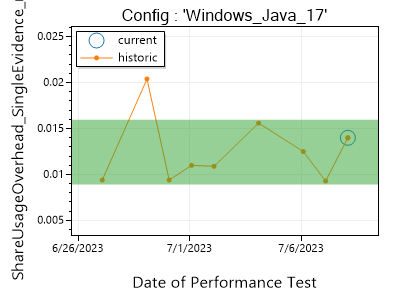 Config : 'Windows_Java_17'
ShareUsageOverhead_SingleEvidence_
current
historic
0.025
0.02
0.015
0.01
0.005
6/26/2023
7/1/2023
7/6/2023
Date of Performance Test